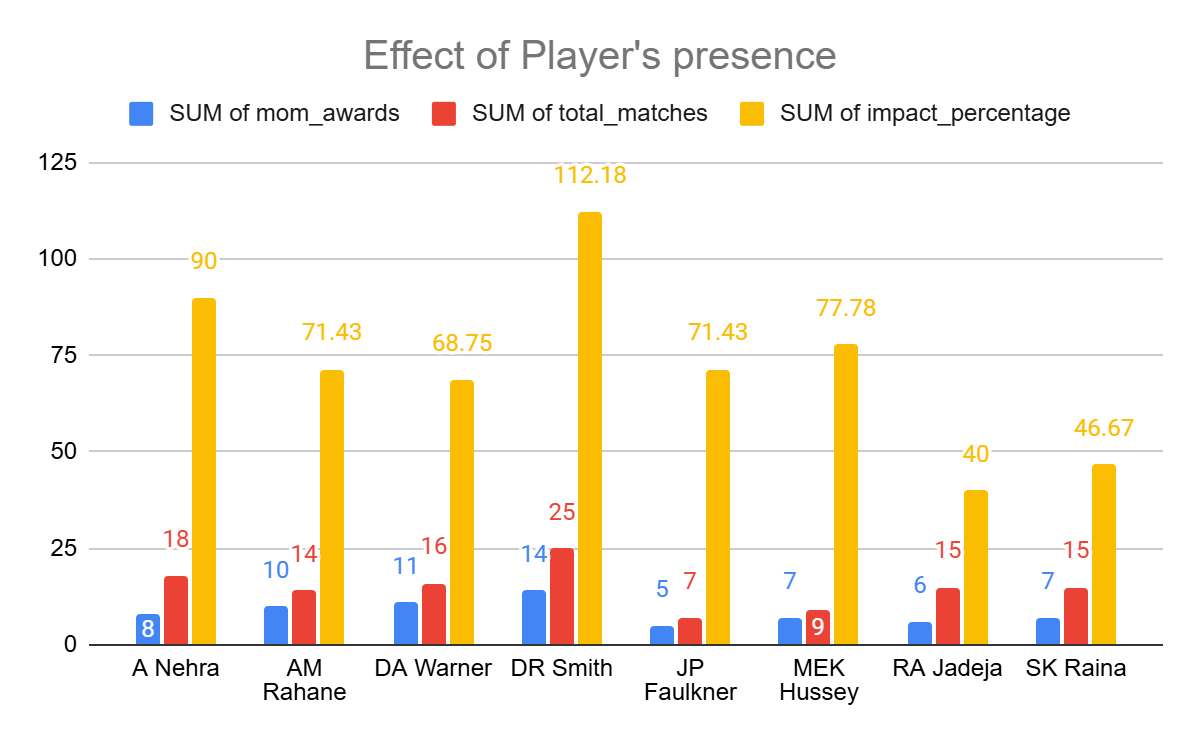 Effect of Player's presence
SUM of mom_awards SUM of total_matches SUM of impact_percentage
125
100
75
50
25
0
8 18 90
10 14 71.43
11 16 68.75
14 25 112.18
5 7 71.43
7 9 77.78
6 15 40
7 15 46.67
A Nehra
AM
Rahane
DA Warner
DR Smith
JP
Faulkner
MEK
Hussey
RA Jadeja
SK Raina